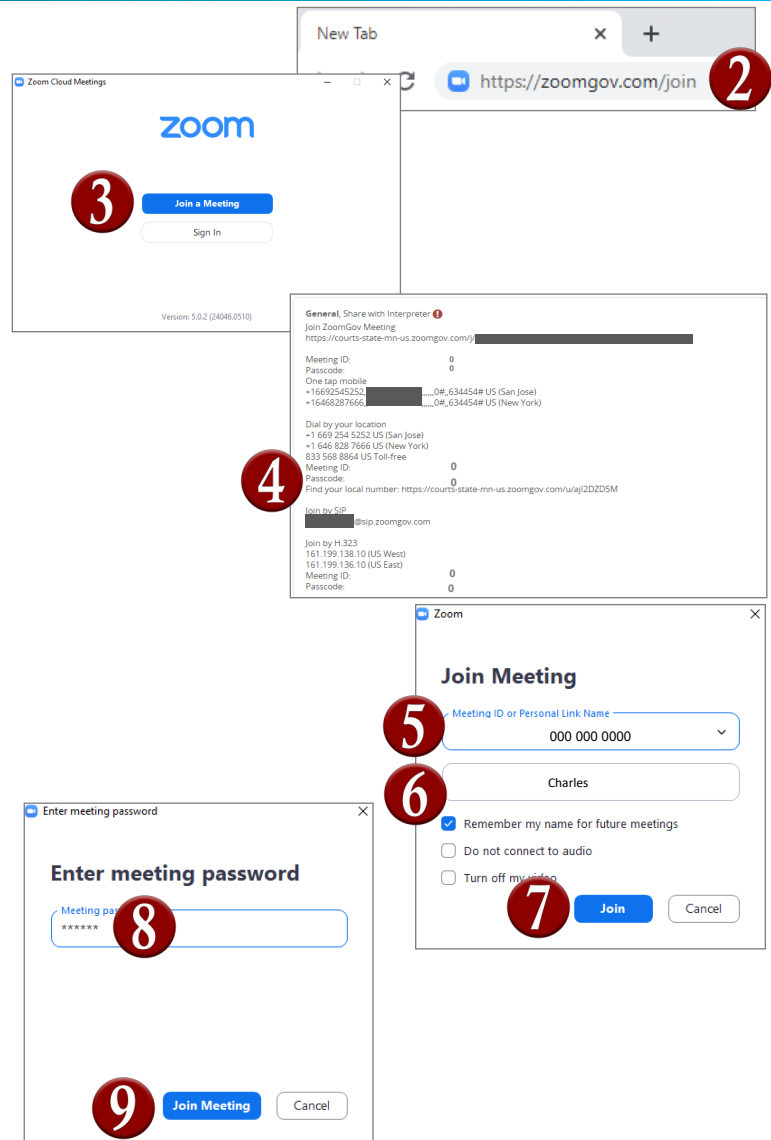 New Tab
https://zoomgov.com/join
2
Zoom Cloud Meetings
zoom
3
Join a Meeting
Sign In
Version: 5.0.2 (24046.0510)
General, Share with Interpreter
Join ZoomGov Meeting
https://courts-state-mn-us.zoomgov.com/j/
Meeting ID: 0
Passcode: 0
One tap mobile
+16692545252, ,,,,,,0#,,634454# US (San Jose)
+16468287666, ,,,,,,0#,,634454# US (New York)
Dial by your location
+1 669 254 5252 US (San Jose)
+1 646 828 7666 US (New York)
833 568 8864 US Toll-free
Meeting ID: 0
4
Passcode: 0
Find your local number: https://courts-state-mn-us.zoomgov.com/u/ajI2DZD5M
Join by SIP
@sip.zoomgov.com
Join by H.323
161.199.138.10 (US West)
161.199.136.10 (US East)
Meeting ID: 0
Passcode: 0
Zoom
Join Meeting
5
Meeting ID or Personal Link Name
000 000 0000
6
Charles
Remember my name for future meetings
Do not connect to audio
Turn off my video
7
Join Cancel
Enter meeting password
Enter meeting password
Meeting pas
8
******
9
Join Meeting Cancel